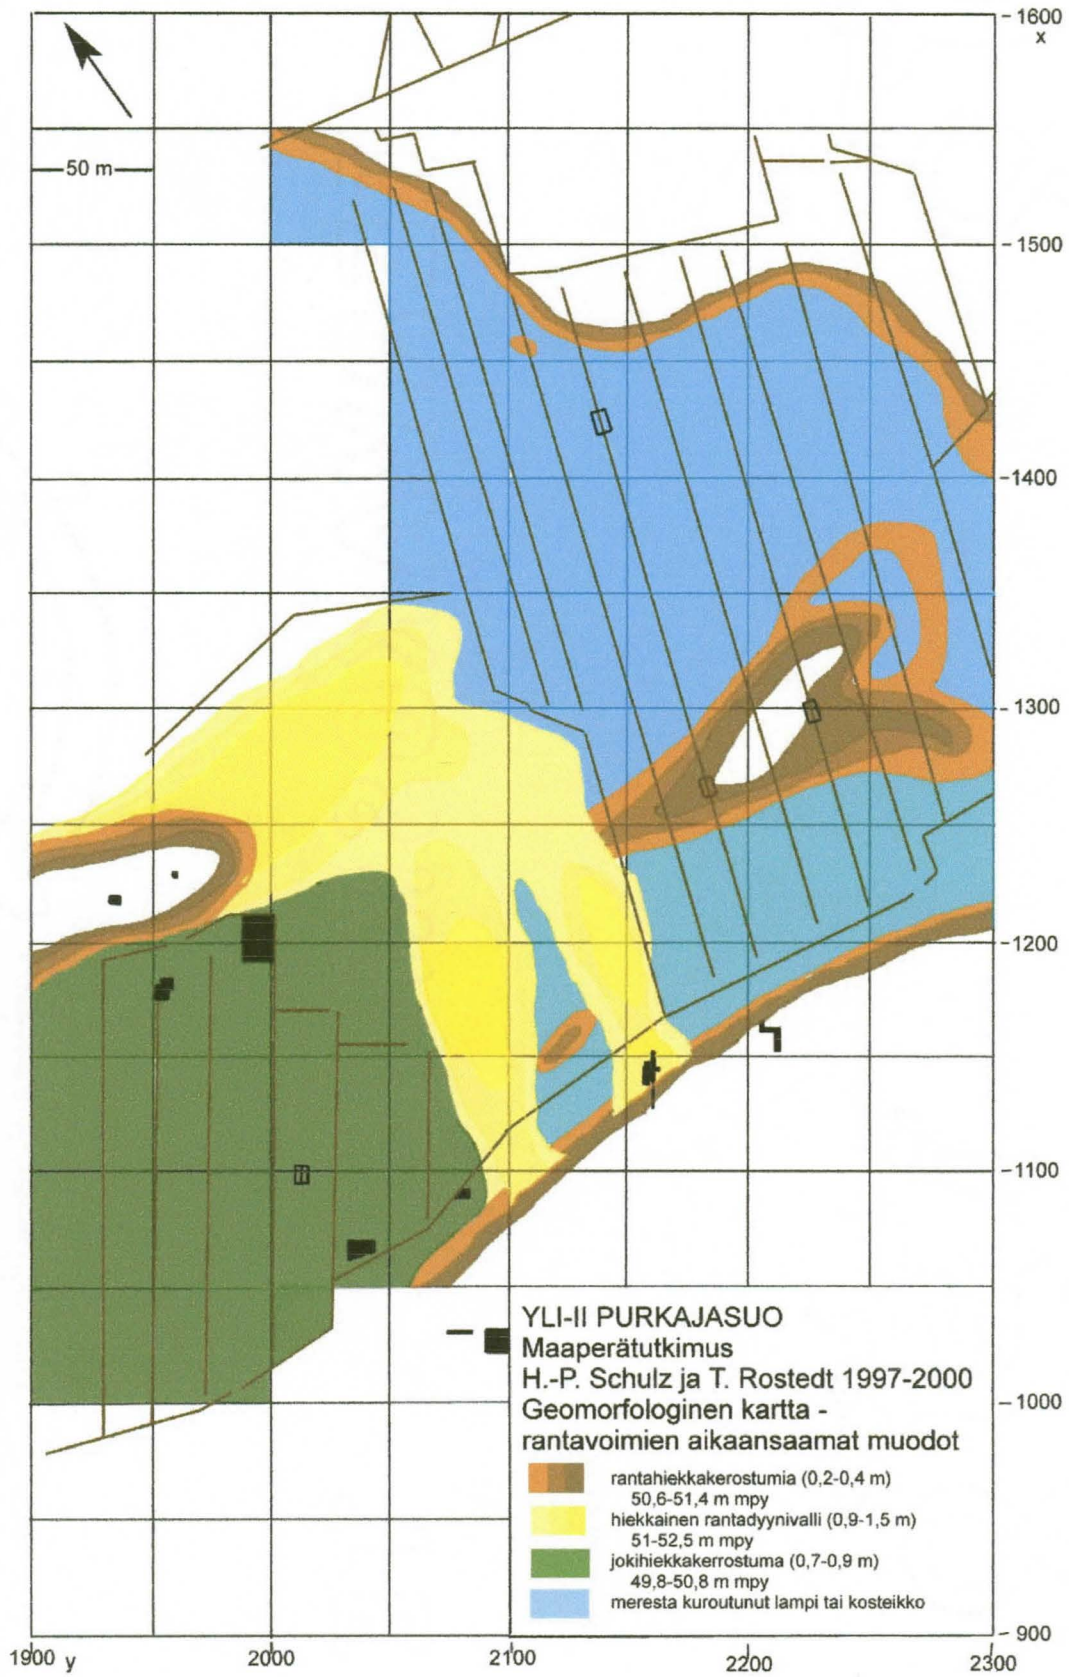 1600
x
50 m
1500
1400
1300
1200
1100
1000
900
YLI-II PURKAJASUO
Maaperätutkimus
H.-P. Schulz ja T. Rostedt 1997-2000
Geomorfologinen kartta -
rantavoimien aikaansaamat muodot
rantahiekkakerostumia (0,2-0,4 m)
50,6-51,4 m mpy
hiekkainen rantadyynivalli (0,9-1,5 m)
51-52,5 m mpy
jokihiekkakerrostuma (0,7-0,9 m)
49,8-50,8 m mpy
meresta kuroutunut lampi tai kosteikko
1900 y 2000 2100 2200 2300